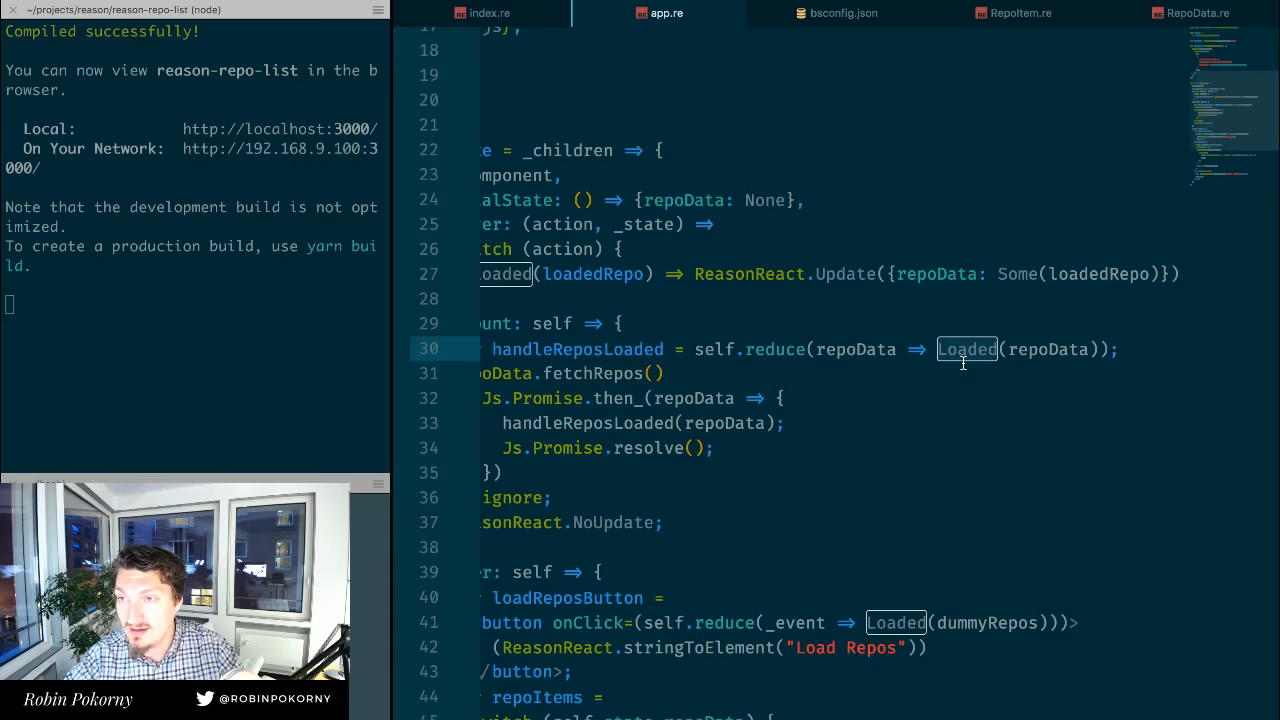 ~/projects/reason/reason-repo-list (node)
Compiled successfully!
You can now view reason-repo-list in the b
rowser.
Local: http://localhost:3000/
On Your Network: http://192.168.9.100:3
000/
Note that the development build is not opt
imized.
To create a production build, use yarn bui
ld.
index.re
app.re
bsconfig.json
RepoItem.re
RepoData.re
17
18
19
20
21
22 ke = _children => {
23 omponent,
24 alState: () => {repoData: None},
25 er: (action, _state) =>
26 tch (action) {
27 Loaded(loadedRepo) => ReasonReact.Update({repoData: Some(loadedRepo)})
28
29 unt: self => {
30 handleReposLoaded = self.reduce(repoData => Loaded(repoData));
31 poData.fetchRepos()
32 Js.Promise.then_(repoData => {
33 handleReposLoaded(repoData);
34 Js.Promise.resolve();
35 })
36 ignore;
37 asonReact.NoUpdate;
38
39 er: self => {
40 loadReposButton =
41 button onClick=(self.reduce(_event => Loaded(dummyRepos)))>
42 (ReasonReact.stringToElement("Load Repos"))
43 /button>;
44 repoItems =
Robin Pokorny
@ROBINPOKORNY